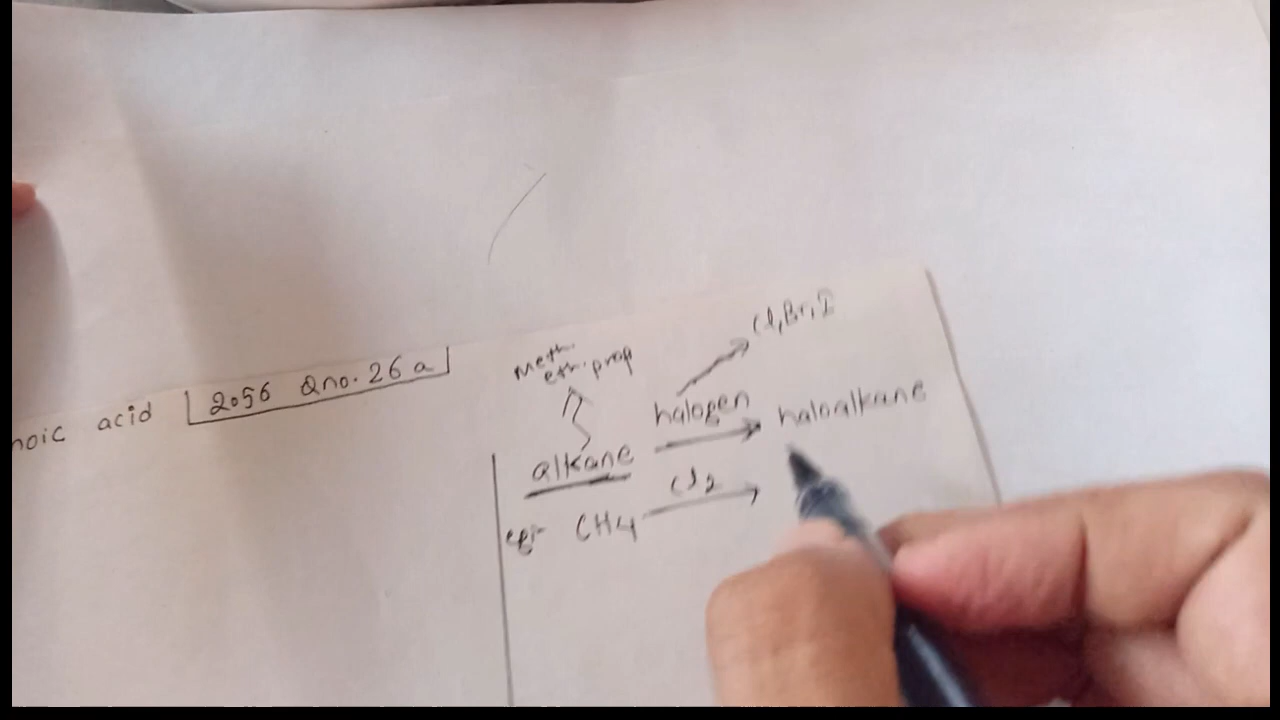 noic acid 2056 Qno. 26 a
Cl, Br, I
meth.
eth. prop
halogen
alkane haloalkane
Cl2
eg:- CH4